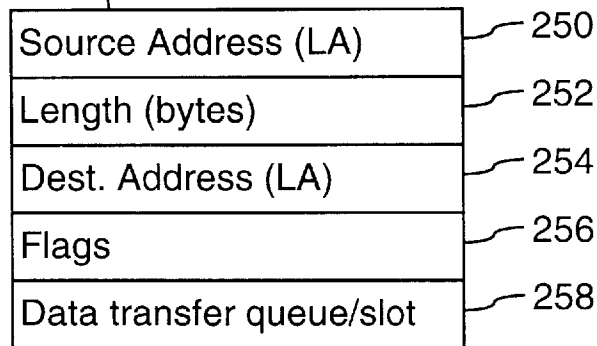 Source Address (LA) 250
Length (bytes) 252
Dest. Address (LA) 254
Flags 256
Data transfer queue/slot 258